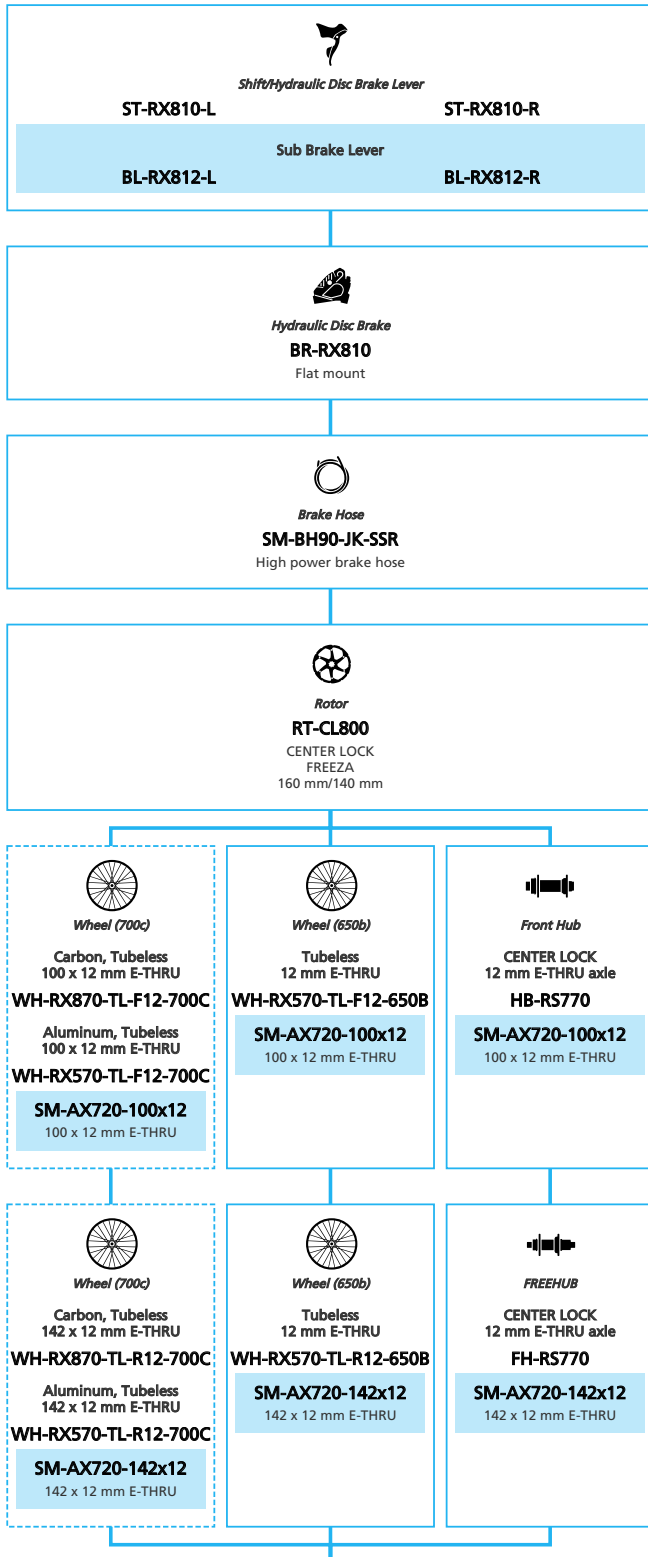 Shift/Hydraulic Disc Brake Lever
ST-RX810-L ST-RX810-R
Sub Brake Lever
BL-RX812-L BL-RX812-R
Hydraulic Disc Brake
BR-RX810
Flat mount
Brake Hose
SM-BH90-JK-SSR
High power brake hose
Rotor
RT-CL800
CENTER LOCK
FREEZA
160 mm/140 mm
Wheel (700c)
Carbon, Tubeless
100 x 12 mm E-THRU
WH-RX870-TL-F12-700C
Aluminum, Tubeless
100 x 12 mm E-THRU
WH-RX570-TL-F12-700C
SM-AX720-100x12
100 x 12 mm E-THRU
Wheel (650b)
Tubeless
12 mm E-THRU
WH-RX570-TL-F12-650B
SM-AX720-100x12
100 x 12 mm E-THRU
Front Hub
CENTER LOCK
12 mm E-THRU axle
HB-RS770
SM-AX720-100x12
100 x 12 mm E-THRU
Wheel (700c)
Carbon, Tubeless
142 x 12 mm E-THRU
WH-RX870-TL-R12-700C
Aluminum, Tubeless
142 x 12 mm E-THRU
WH-RX570-TL-R12-700C
SM-AX720-142x12
142 x 12 mm E-THRU
Wheel (650b)
Tubeless
12 mm E-THRU
WH-RX570-TL-R12-650B
SM-AX720-142x12
142 x 12 mm E-THRU
FREEHUB
CENTER LOCK
12 mm E-THRU axle
FH-RS770
SM-AX720-142x12
142 x 12 mm E-THRU